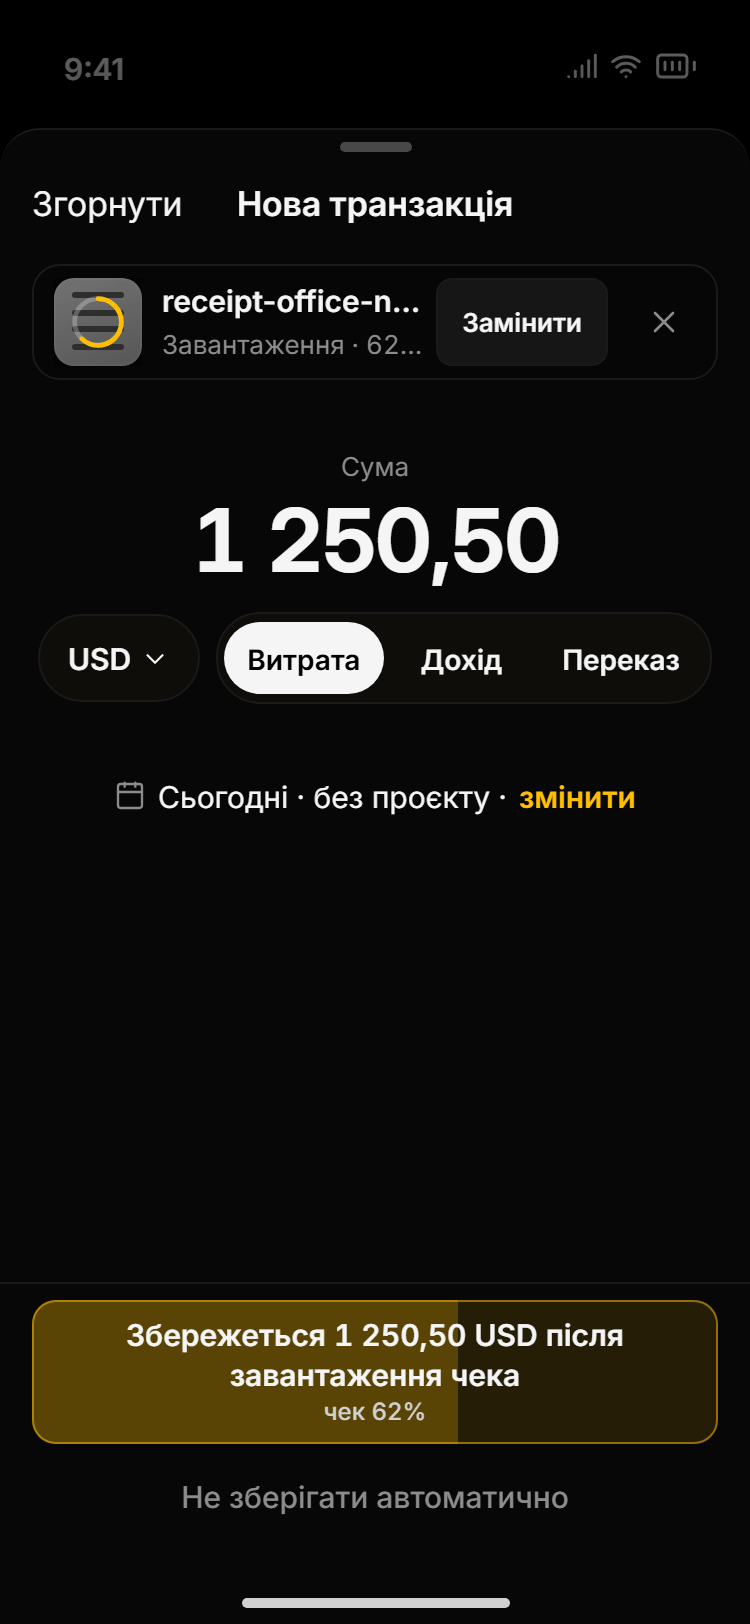 9:41
Згорнути
Нова транзакція
receipt-office-n...
Завантаження · 62...
Замінити
Сума
1 250,50
USD
Витрата
Дохід
Переказ
Сьогодні · без проєкту · змінити
Збережеться 1 250,50 USD після
завантаження чека
чек 62%
Не зберігати автоматично